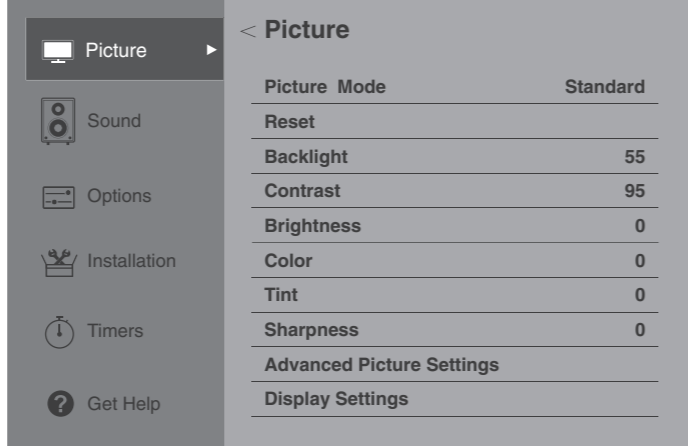 Picture
Sound
Options
Installation
Timers
Get Help
< Picture
Picture Mode Standard
Reset
Backlight 55
Contrast 95
Brightness 0
Color 0
Tint 0
Sharpness 0
Advanced Picture Settings
Display Settings